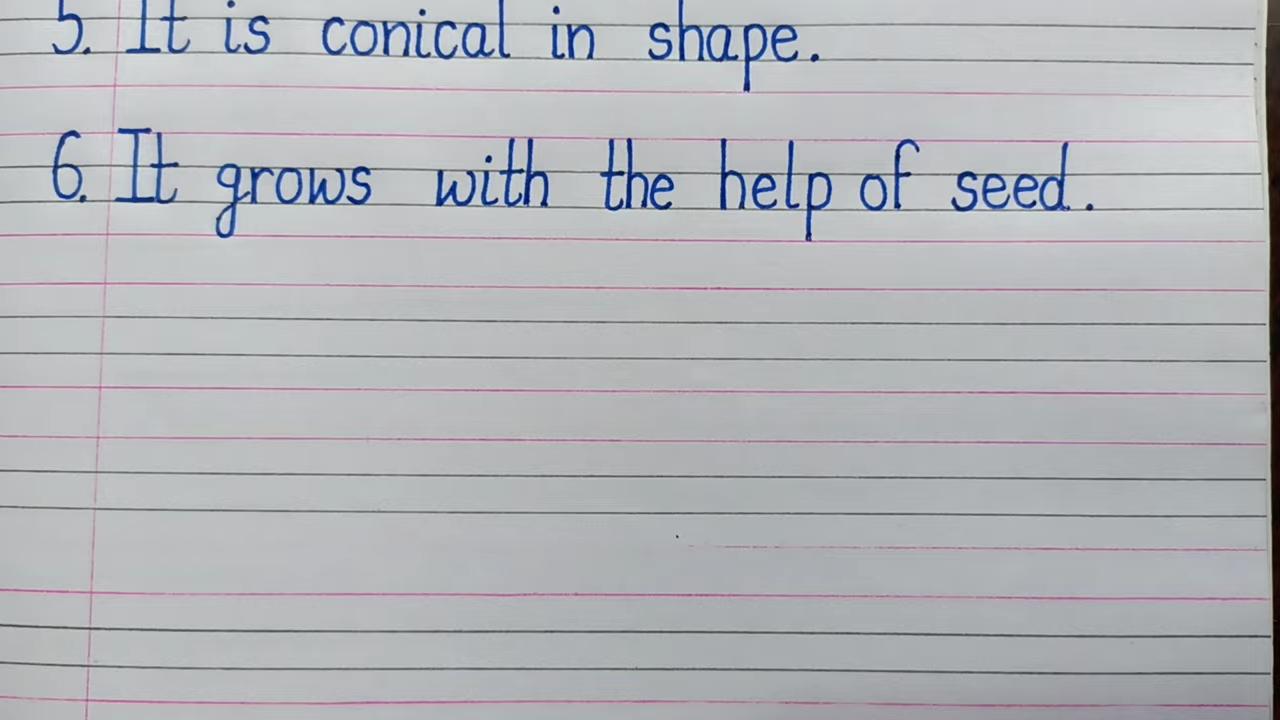 5. It is conical in shape.
6. It grows with the help of seed.